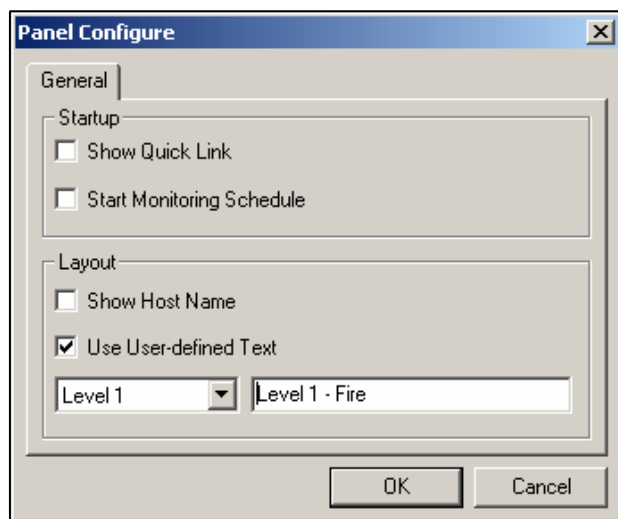 Panel Configure
General
Startup
Show Quick Link
Start Monitoring Schedule
Layout
Show Host Name
Use User-defined Text
Level 1 Level 1 - Fire
OK Cancel